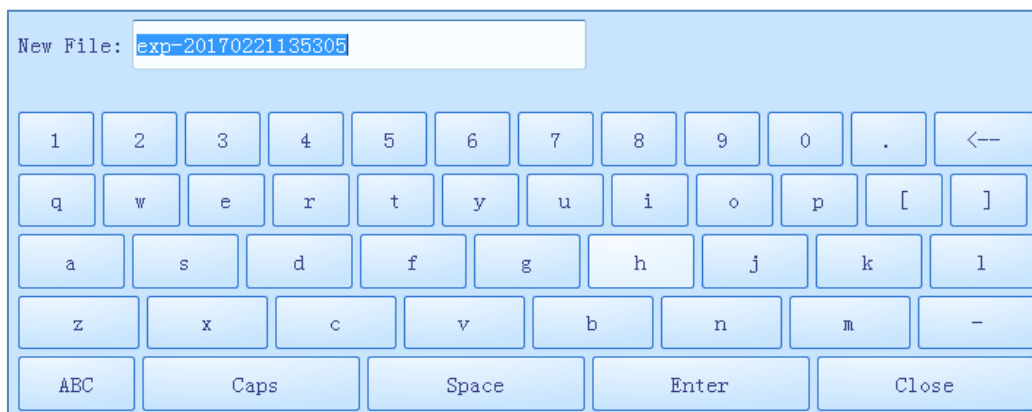 New File: exp-20170221135305
1 2 3 4 5 6 7 8 9 0 . <--
q w e r t y u i o p [ ]
a s d f g h j k l
z x c v b n m -
ABC Caps Space Enter Close